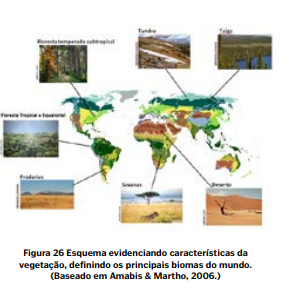 Floresta temperada subtropical
Tundra
Taiga
Floresta Tropical e Equatorial
Pradarias
Savanas
Deserto
Figura 26 Esquema evidenciando características da
vegetação, definindo os principais biomas do mundo.
(Baseado em Amabis & Martho, 2006.)